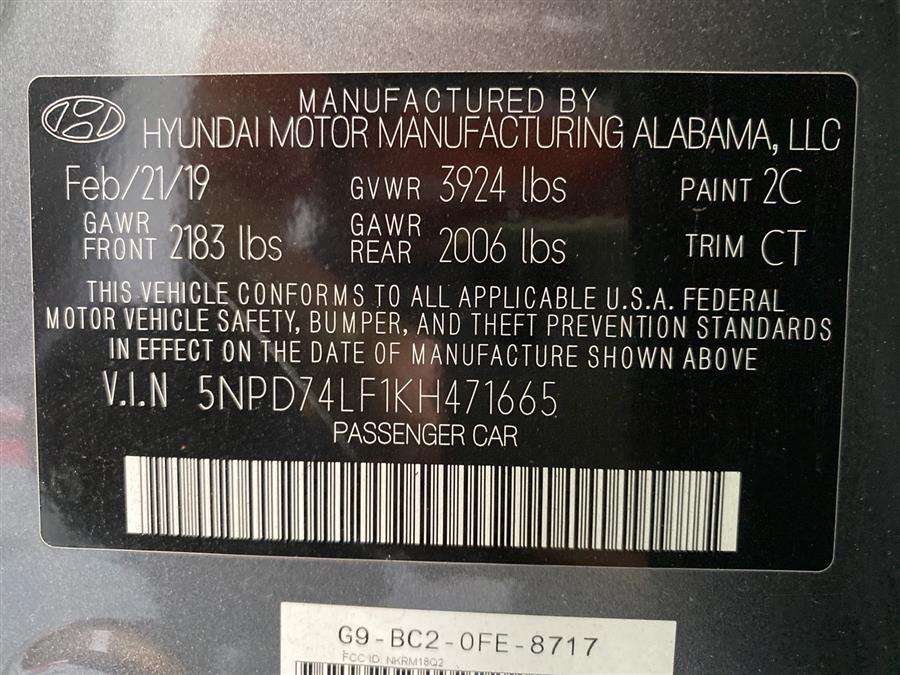 MANUFACTURED BY
HYUNDAI MOTOR MANUFACTURING ALABAMA, LLC
Feb/21/19 GVWR 3924 lbs PAINT 2C
GAWR FRONT 2183 lbs GAWR REAR 2006 lbs TRIM CT
THIS VEHICLE CONFORMS TO ALL APPLICABLE U.S.A. FEDERAL
MOTOR VEHICLE SAFETY, BUMPER, AND THEFT PREVENTION STANDARDS
IN EFFECT ON THE DATE OF MANUFACTURE SHOWN ABOVE
V.I.N 5NPD74LF1KH471665
PASSENGER CAR
G9-BC2-0FE-8717
FCC ID: NKRM18Q2